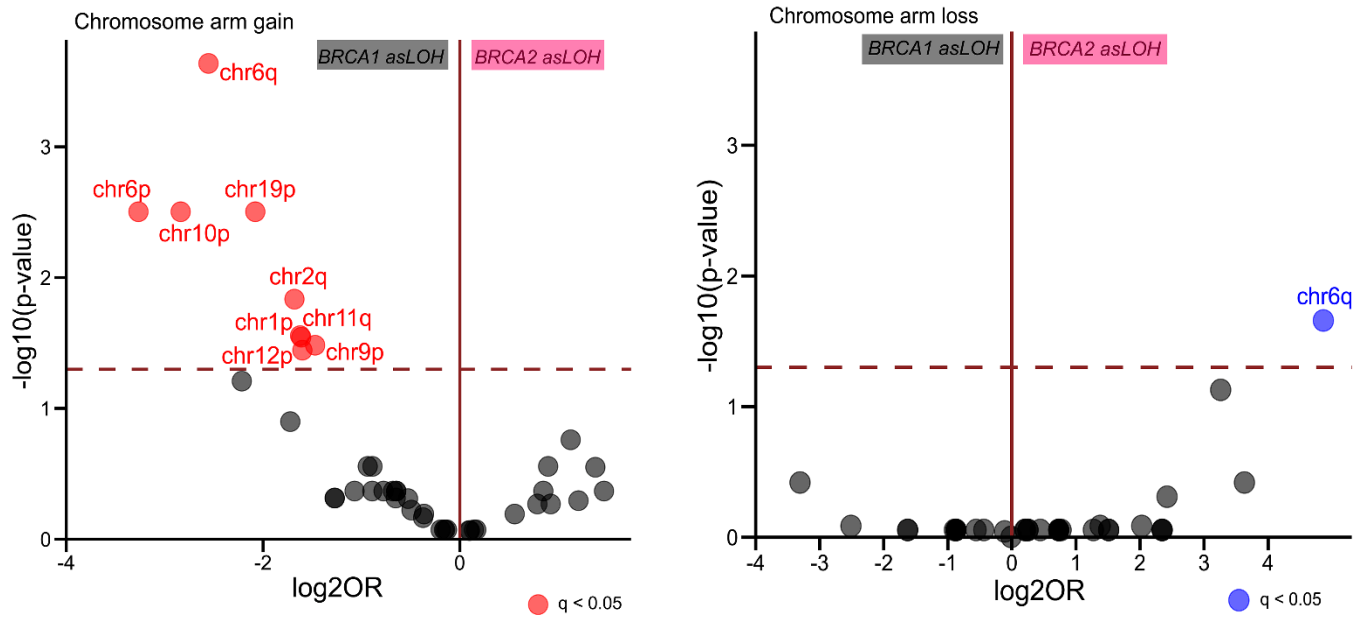 Chromosome arm gain
BRCA1 asLOH
BRCA2 asLOH
chr6q
3
chr6p
chr19p
chr10p
-log10(p-value)
2
chr2q
chr1p
chr11q
chr12p
chr9p
1
0
-4
-2
0
log2OR
q < 0.05
Chromosome arm loss
BRCA1 asLOH
BRCA2 asLOH
3
-log10(p-value)
2
chr6q
1
0
-4
-3
-2
-1
0
1
2
3
4
log2OR
q < 0.05